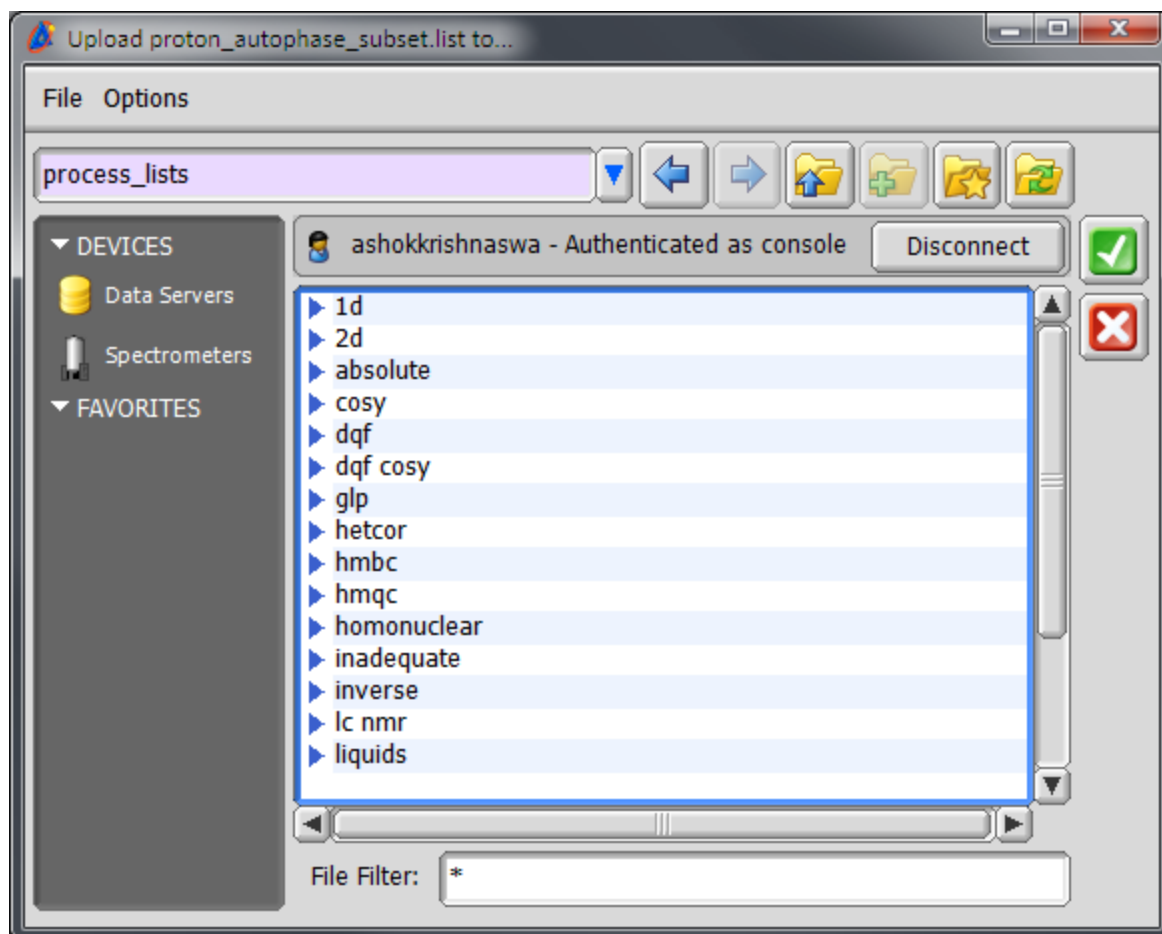 Upload proton_autophase_subset.list to...
File Options
process_lists
DEVICES
Data Servers
Spectrometers
FAVORITES
ashokkrishnaswa - Authenticated as console Disconnect
1d
2d
absolute
cosy
dqf
dqf cosy
glp
hetcor
hmbc
hmqc
homonuclear
inadequate
inverse
lc nmr
liquids
File Filter: *